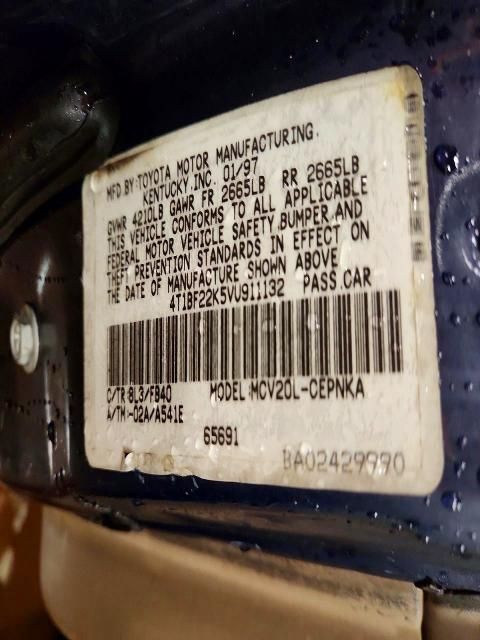 MFD BY:TOYOTA MOTOR MANUFACTURING,
KENTUCKY,INC. 01/97
GVWR 4210LB GAWR FR 2665LB RR 2665LB
THIS VEHICLE CONFORMS TO ALL APPLICABLE
FEDERAL MOTOR VEHICLE SAFETY,BUMPER,AND
THEFT PREVENTION STANDARDS IN EFFECT ON
THE DATE OF MANUFACTURE SHOWN ABOVE.
4T1BF22K5VU911132 PASS.CAR
C/TR:8L3/FB40 MODEL:MCV20L-CEPNKA
A/TM:-02A/A541E
65691
BA02429990